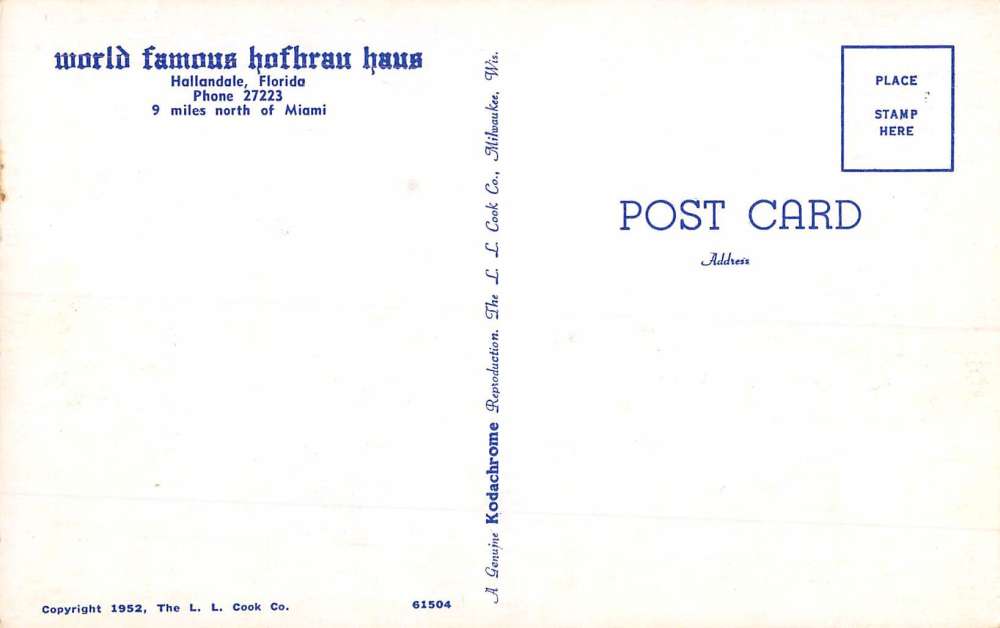 world famous hofbrau haus
Hallandale, Florida
Phone 27223
9 miles north of Miami
Copyright 1952, The L. L. Cook Co.
61504
A Genuine Kodachrome Reproduction. The L. L. Cook Co., Milwaukee, Wis.
PLACE
STAMP
HERE
POST CARD
Address